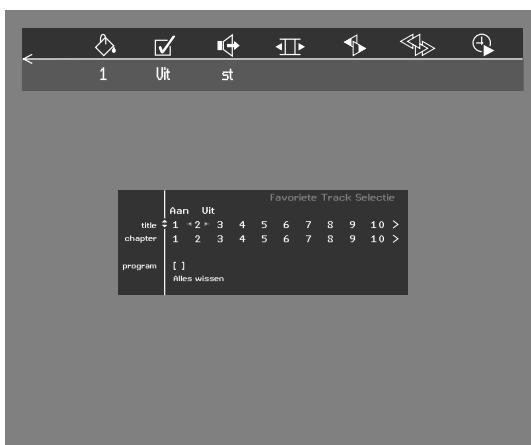 1 Uit st
Favoriete Track Selectie
Aan Uit
title 1 2 3 4 5 6 7 8 9 10 >
chapter 1 2 3 4 5 6 7 8 9 10 >
program [ ]
Alles wissen